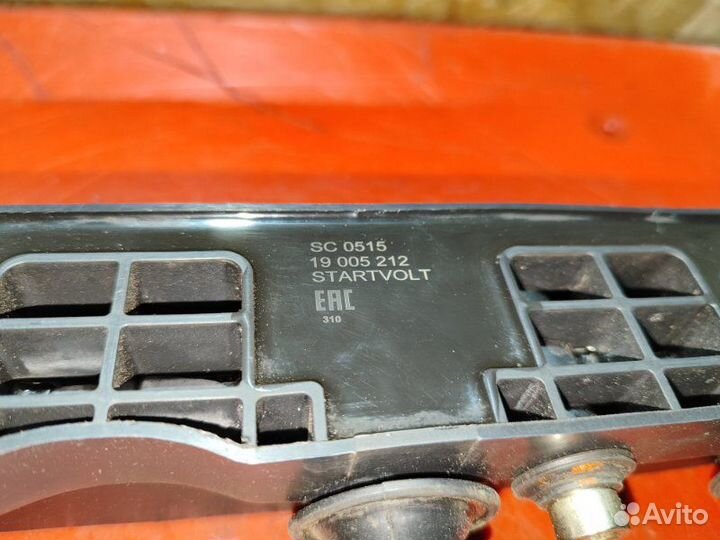 SC 0515
19 005 212
STARTVOLT
EAC
310
Avito